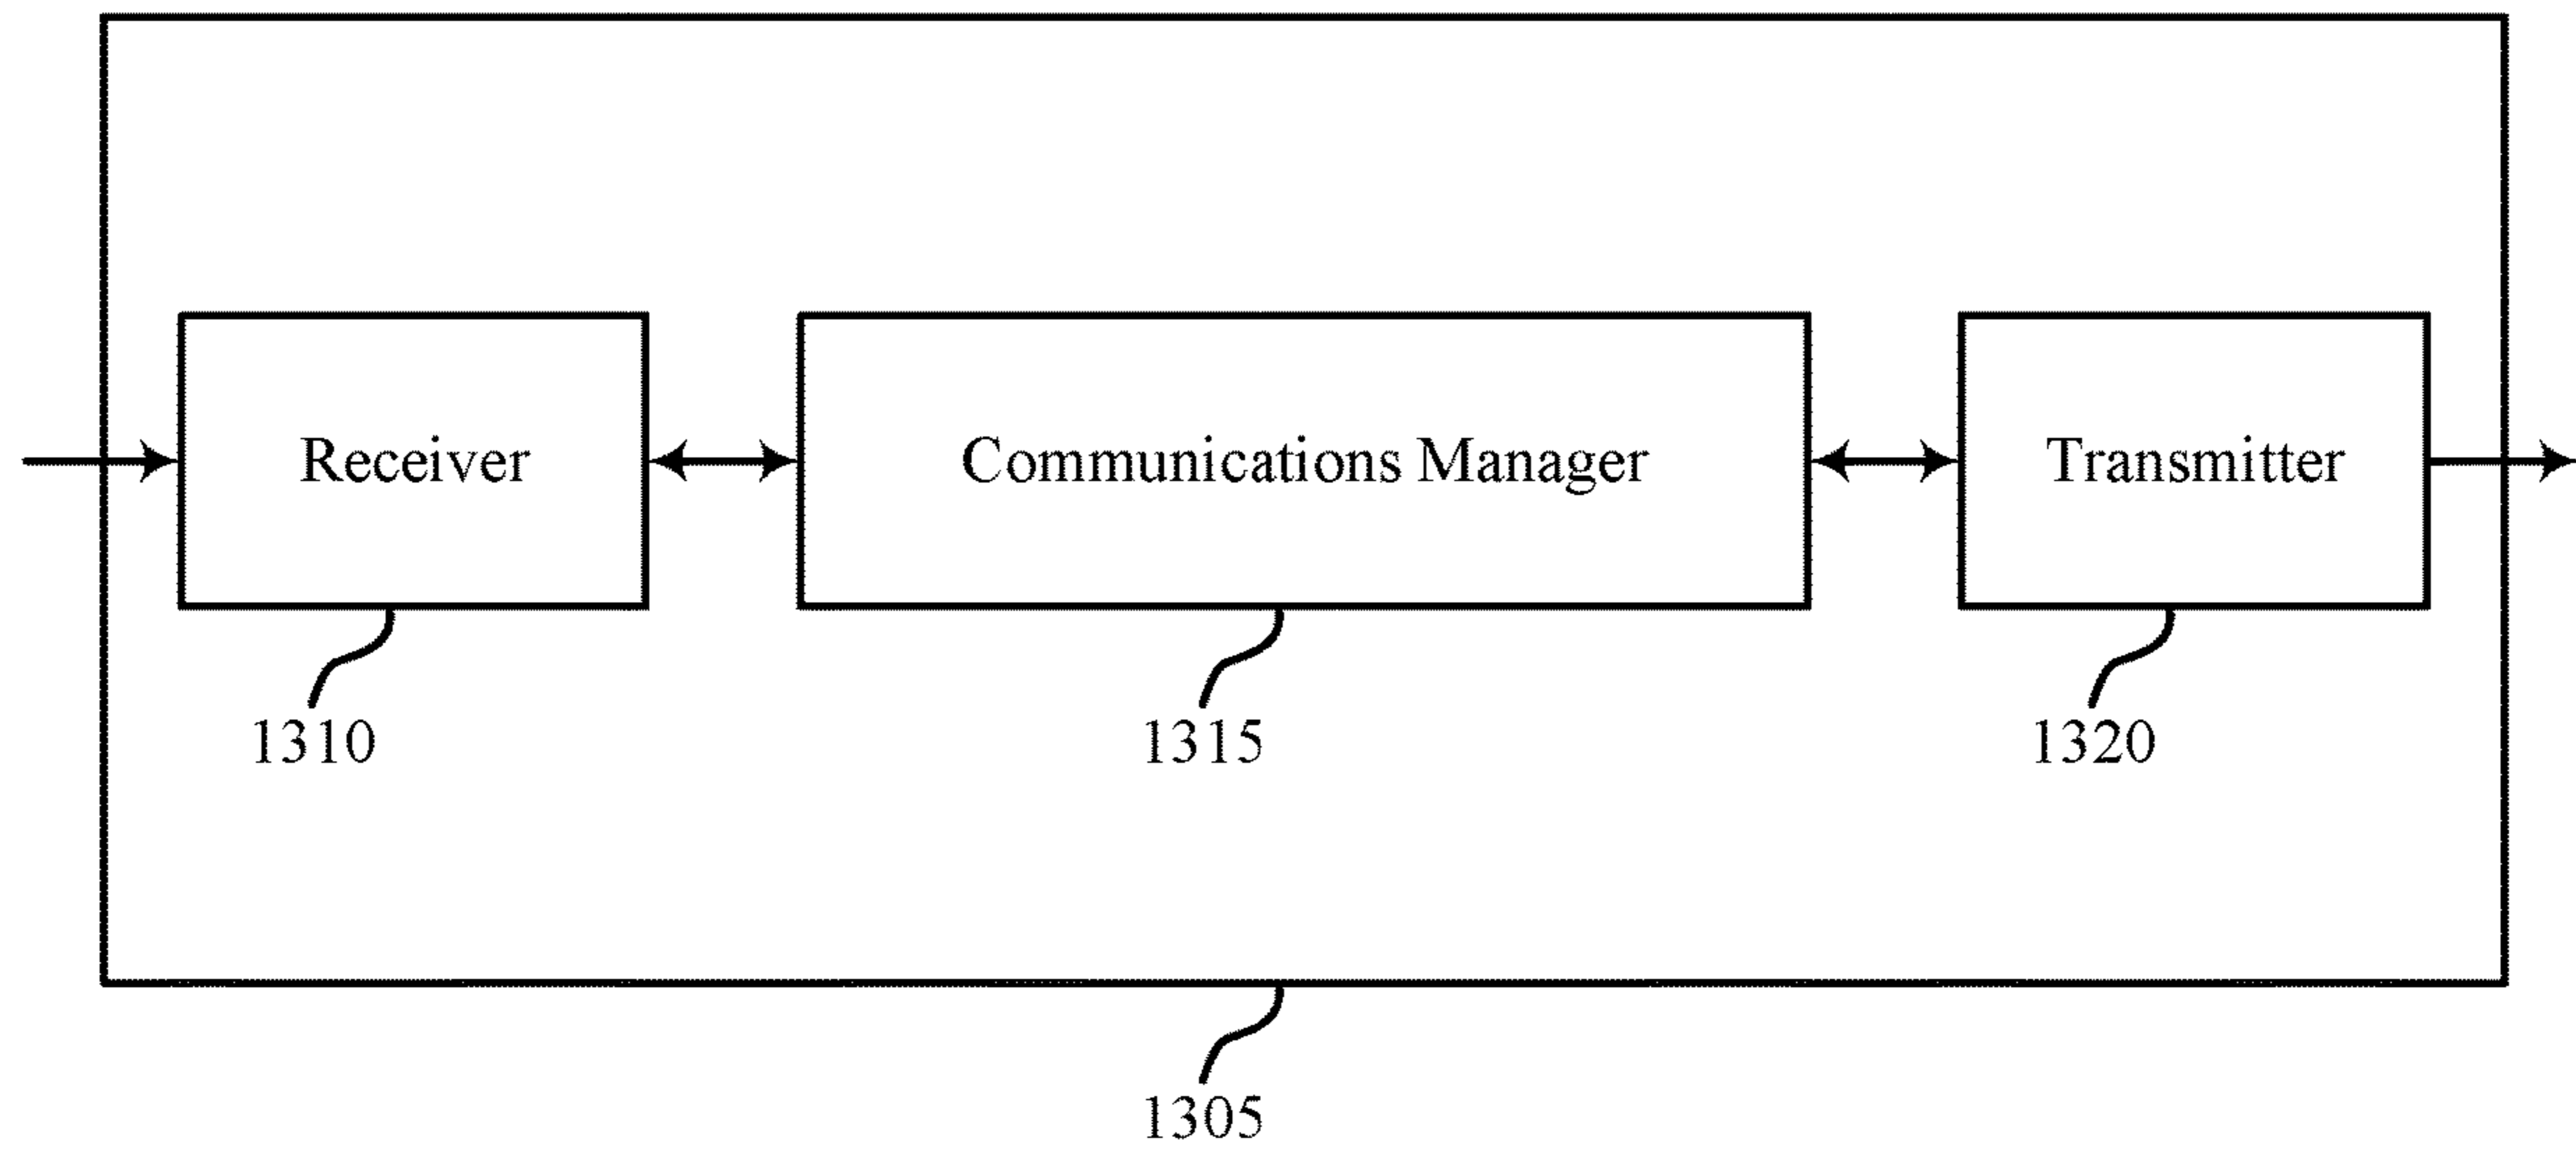 Receiver
Communications Manager
Transmitter
1310
1315
1320
1305